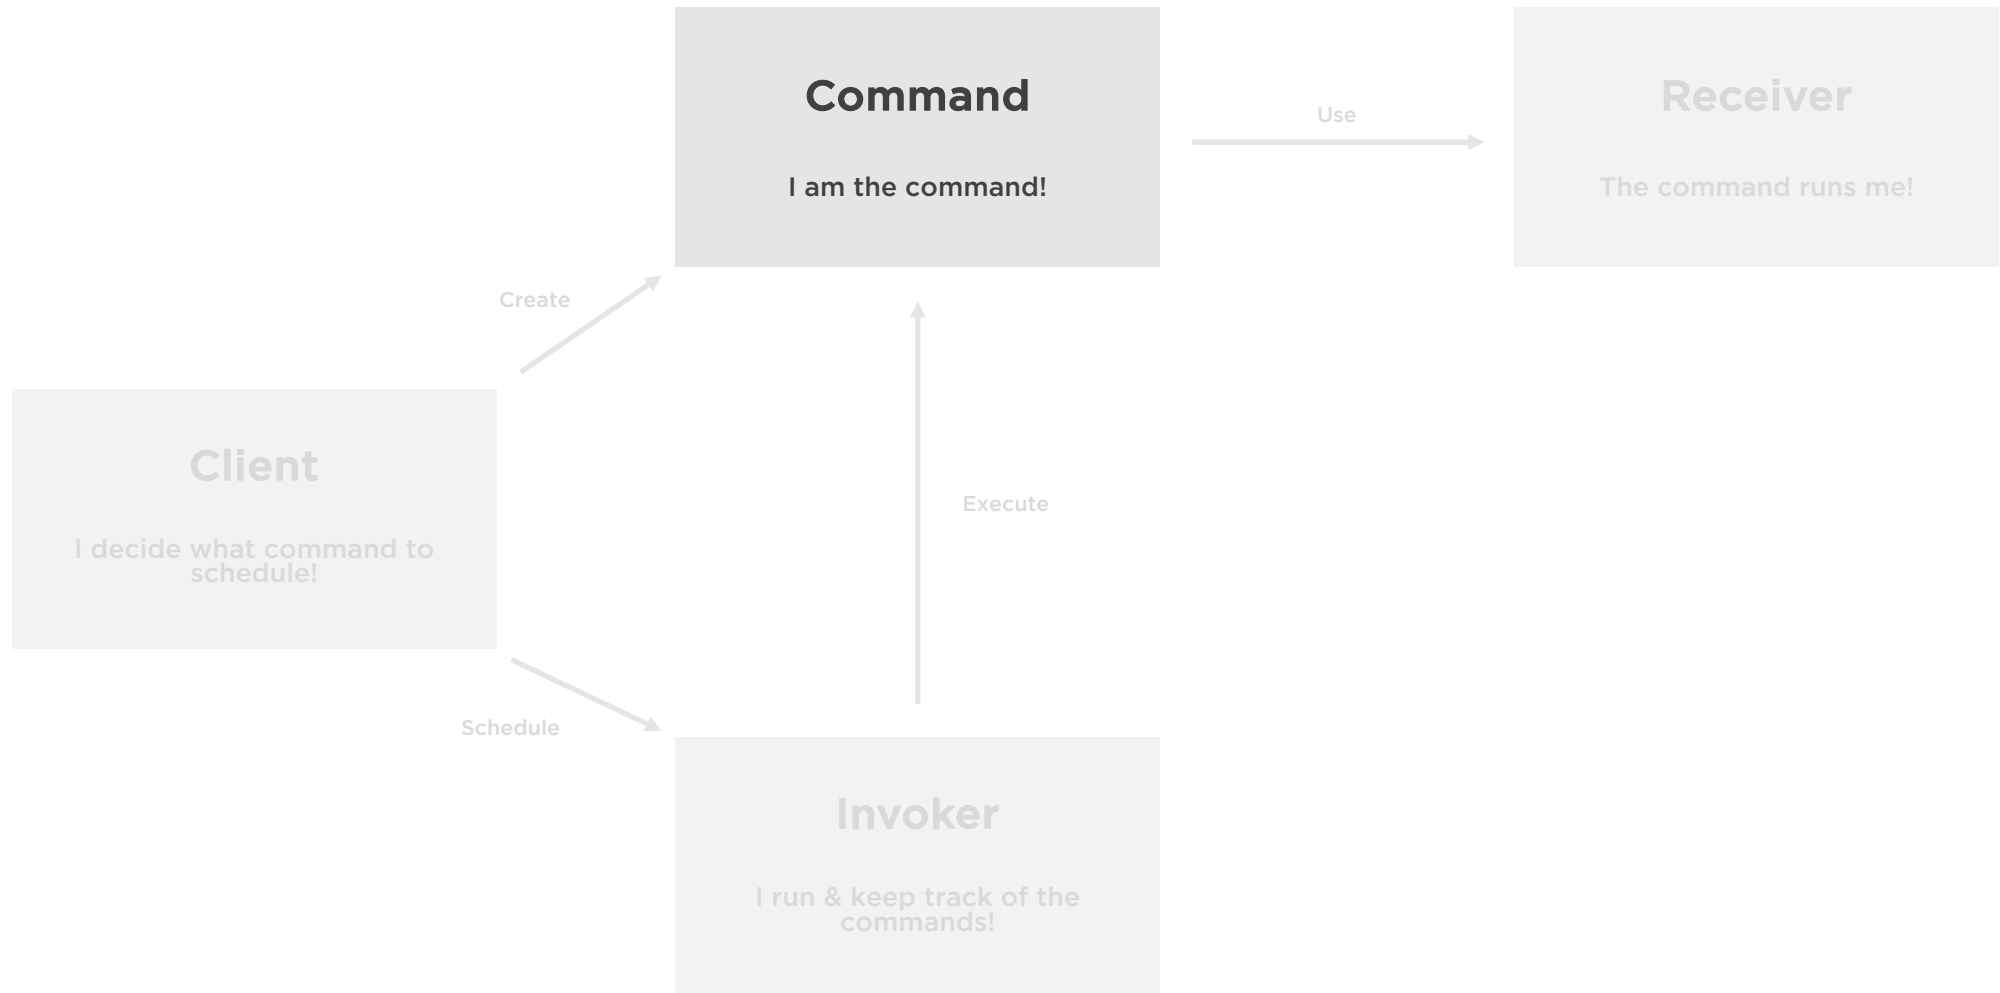 Command
I am the command!
Use
Receiver
The command runs me!
Create
Client
I decide what command to
schedule!
Execute
Schedule
Invoker
I run & keep track of the
commands!